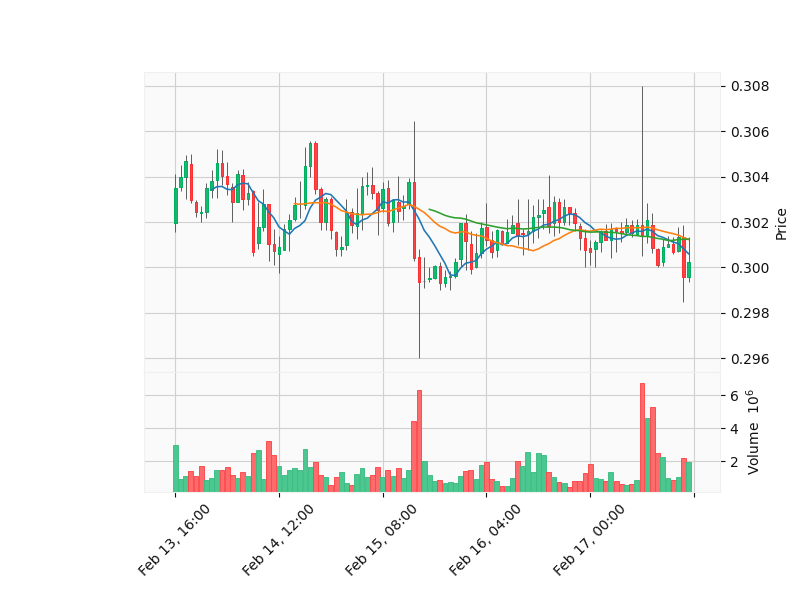 0.308
0.306
0.304
0.302
0.300
0.298
0.296
Price
6
4
2
Volume 10^6
Feb 13, 16:00
Feb 14, 12:00
Feb 15, 08:00
Feb 16, 04:00
Feb 17, 00:00